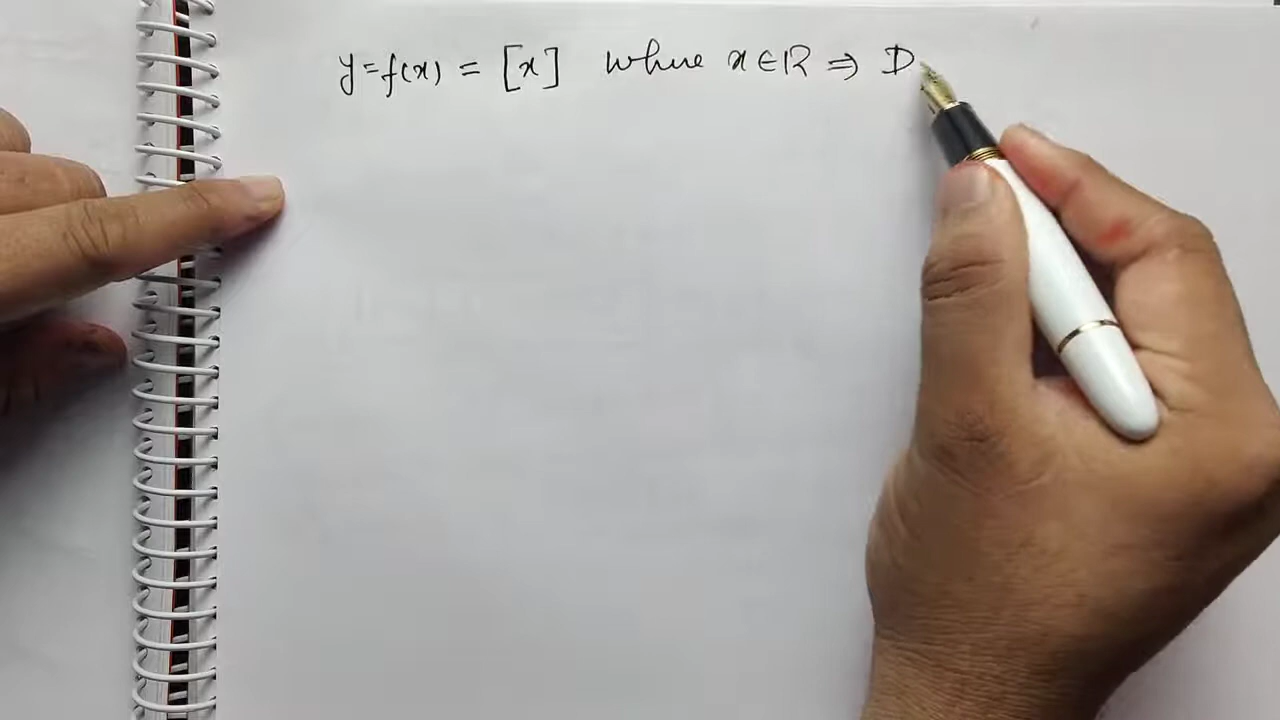 y = f(x) = [x] where x ∈ ℝ ⇒ D